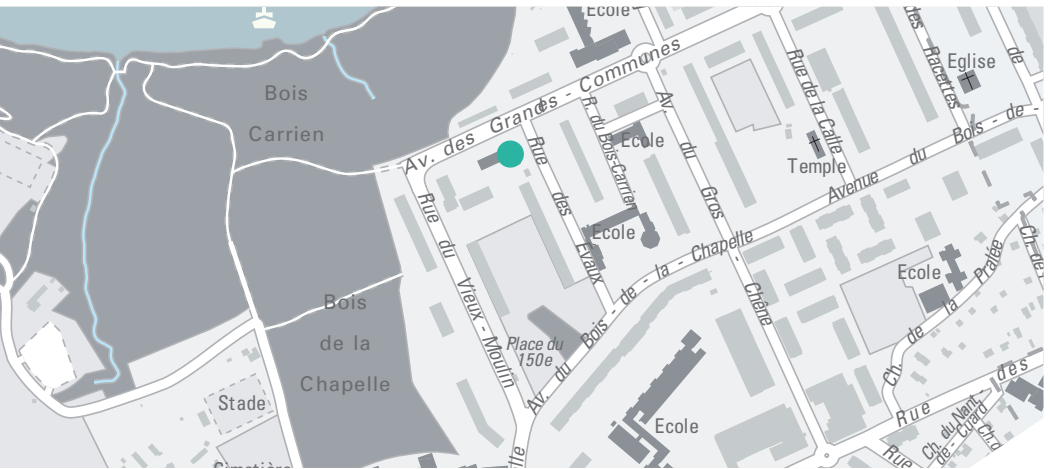 Ecole
Eglise
Bois
Carrien
Av. des Grandes - Communes
R. du Bois-Carrien
Ecole
Av. du Gros - Chêne
Rue de la Calle
Temple
des Racettes
de
Avenue du Bois - de -
Rue du Vieux - Moulin
Rue des Evaux
Ecole
Av. du Bois - de - la - Chapelle
Bois
de la
Chapelle
Place du
150e
Stade
Cimetière
Ecole
Ecole
Ch. de la Pralée
Rue des
Ch. du Nant-
de-Cuard
Rue